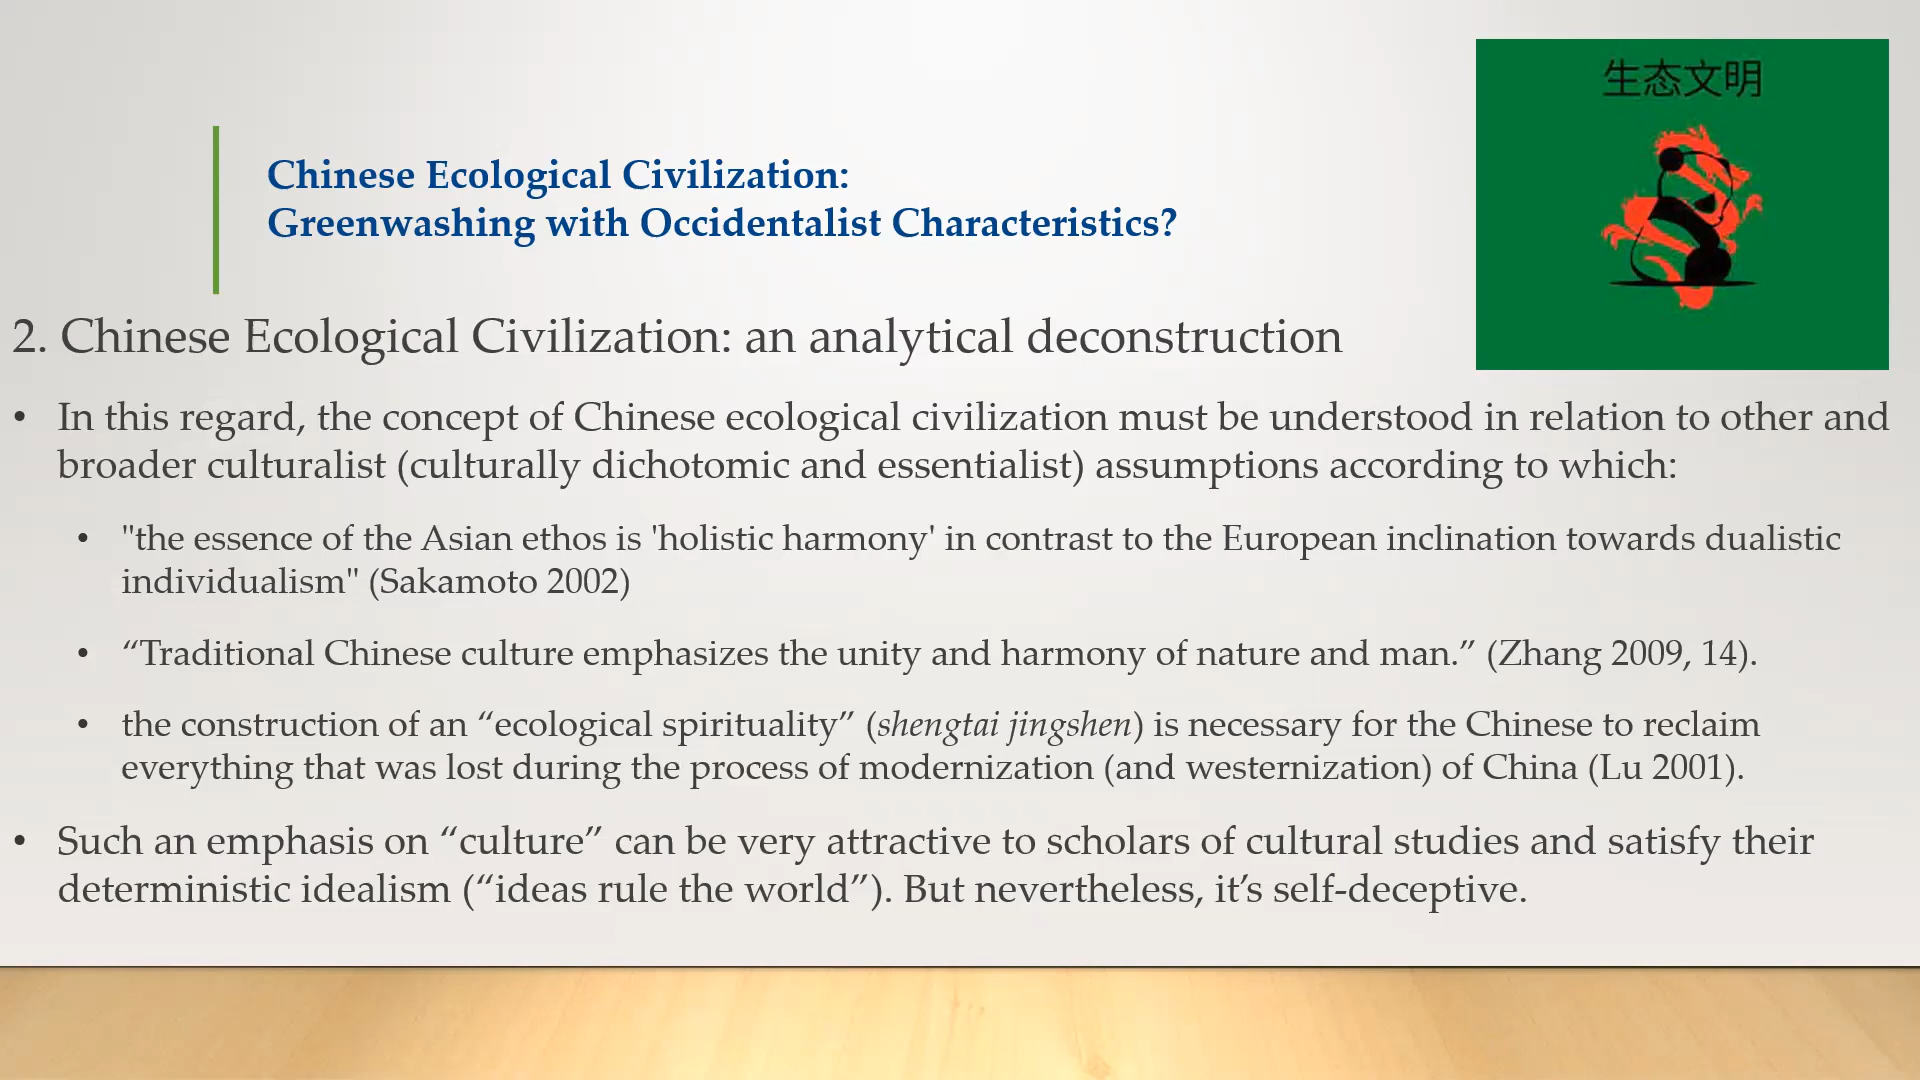 生态文明
Chinese Ecological Civilization:
Greenwashing with Occidentalist Characteristics?
2. Chinese Ecological Civilization: an analytical deconstruction
• In this regard, the concept of Chinese ecological civilization must be understood in relation to other and
broader culturalist (culturally dichotomic and essentialist) assumptions according to which:
• "the essence of the Asian ethos is 'holistic harmony' in contrast to the European inclination towards dualistic
individualism" (Sakamoto 2002)
• “Traditional Chinese culture emphasizes the unity and harmony of nature and man.” (Zhang 2009, 14).
• the construction of an “ecological spirituality” (shengtai jingshen) is necessary for the Chinese to reclaim
everything that was lost during the process of modernization (and westernization) of China (Lu 2001).
• Such an emphasis on “culture” can be very attractive to scholars of cultural studies and satisfy their
deterministic idealism (“ideas rule the world”). But nevertheless, it’s self-deceptive.